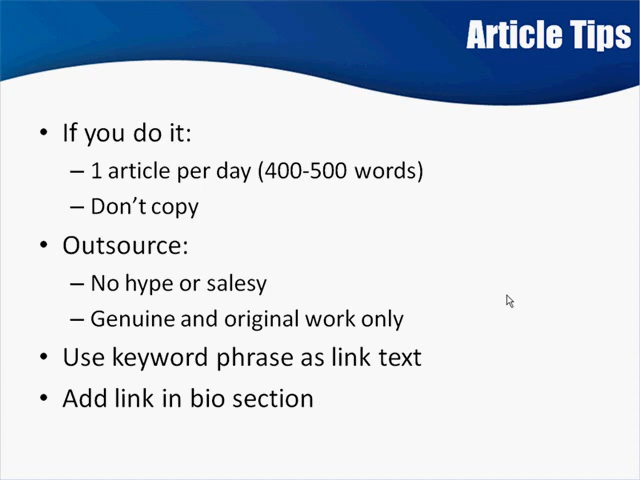 Article Tips
• If you do it:
– 1 article per day (400-500 words)
– Don’t copy
• Outsource:
– No hype or salesy
– Genuine and original work only
• Use keyword phrase as link text
• Add link in bio section